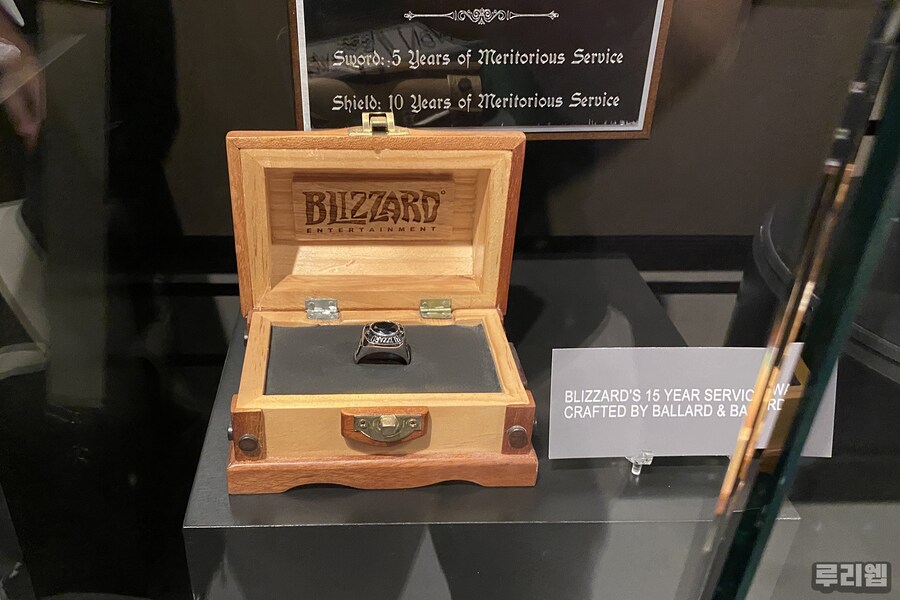 Sword: 5 Years of Meritorious Service
Shield: 10 Years of Meritorious Service
BLIZZARD
ENTERTAINMENT
BLIZZARD'S 15 YEAR SERVICE
CRAFTED BY BALLARD &
루리웹